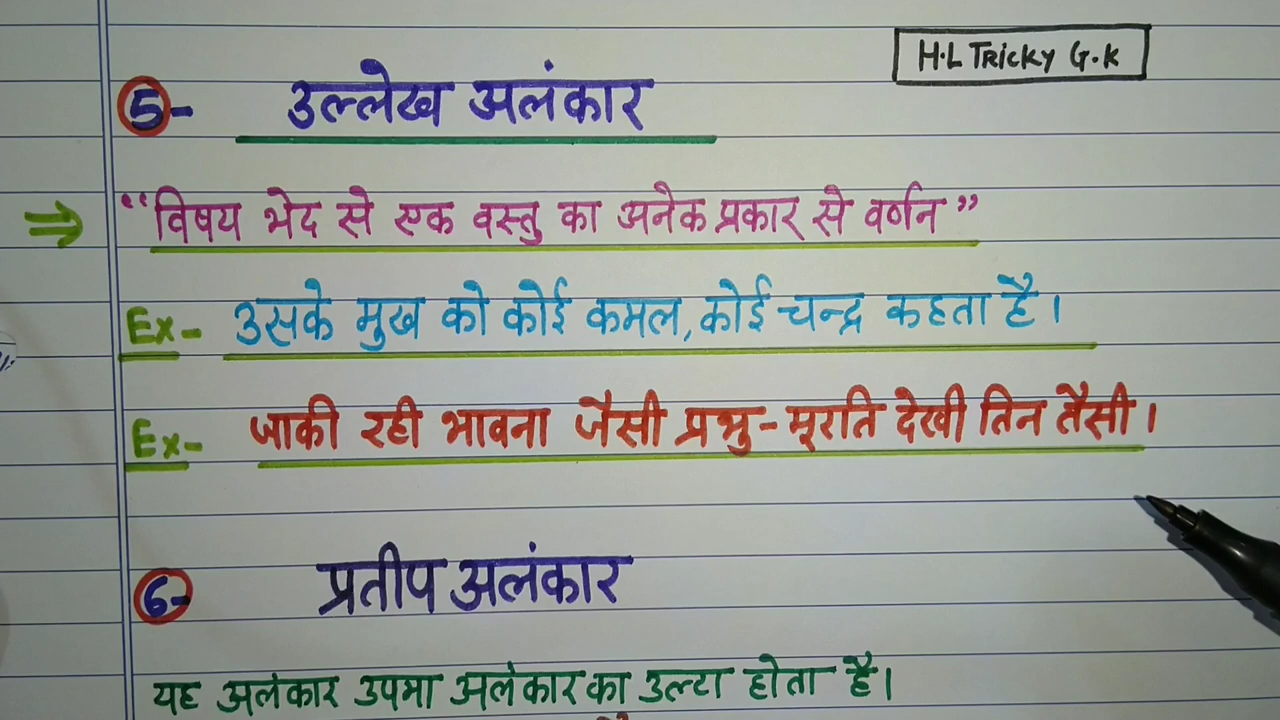 H.L Tricky G.K
5- उल्लेख अलंकार
⇒ “विषय भेद से एक वस्तु का अनेक प्रकार से वर्णन”
Ex- उसके मुख को कोई कमल, कोई चन्द्र कहता है।
Ex- जाकी रही भावना जैसी प्रभु-मूरति देखी तिन तैसी।
6- प्रतीप अलंकार
यह अलंकार उपमा अलंकार का उल्टा होता है।